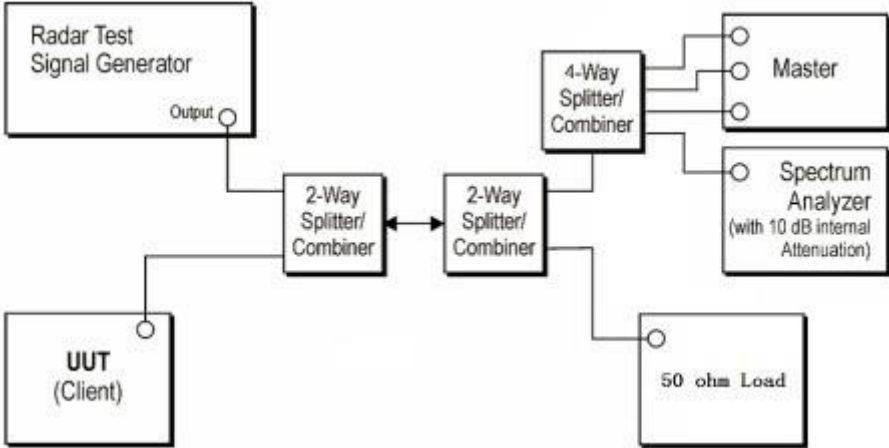 Radar Test
Signal Generator
Output
4-Way
Splitter/
Combiner
Master
Spectrum
Analyzer
(with 10 dB internal
Attenuation)
2-Way
Splitter/
Combiner
2-Way
Splitter/
Combiner
UUT
(Client)
50 ohm Load